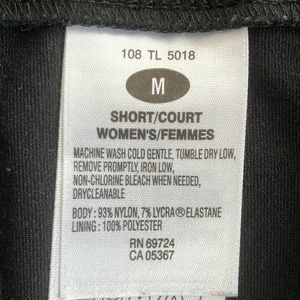 108 TL 5018
M
SHORT/COURT
WOMEN'S/FEMMES
MACHINE WASH COLD GENTLE, TUMBLE DRY LOW,
REMOVE PROMPTLY, IRON LOW,
NON-CHLORINE BLEACH WHEN NEEDED,
DRYCLEANABLE
BODY : 93% NYLON, 7% LYCRA® ELASTANE
LINING : 100% POLYESTER
RN 69724
CA 05367